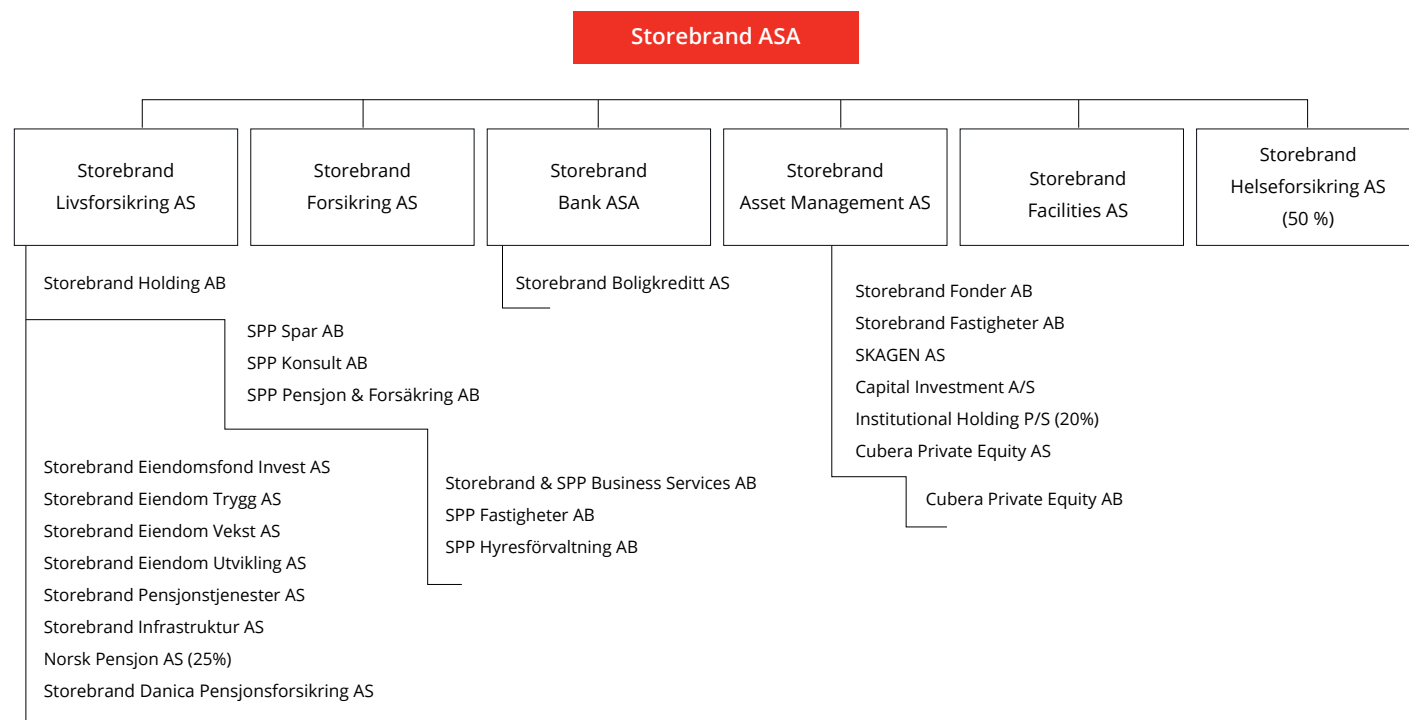 Storebrand ASA
Storebrand
Livsforsikring AS
Storebrand
Forsikring AS
Storebrand
Bank ASA
Storebrand
Asset Management AS
Storebrand
Facilities AS
Storebrand
Helseforsikring AS
(50 %)
Storebrand Holding AB
SPP Spar AB
SPP Konsult AB
SPP Pensjon & Forsäkring AB
Storebrand & SPP Business Services AB
SPP Fastigheter AB
SPP Hyresförvaltning AB
Storebrand Eiendomsfond Invest AS
Storebrand Eiendom Trygg AS
Storebrand Eiendom Vekst AS
Storebrand Eiendom Utvikling AS
Storebrand Pensjonstjenester AS
Storebrand Infrastruktur AS
Norsk Pensjon AS (25%)
Storebrand Danica Pensjonsforsikring AS
Storebrand Boligkreditt AS
Storebrand Fonder AB
Storebrand Fastigheter AB
SKAGEN AS
Capital Investment A/S
Institutional Holding P/S (20%)
Cubera Private Equity AS
Cubera Private Equity AB